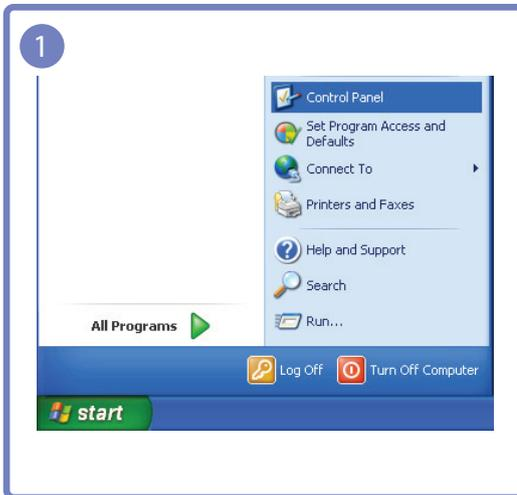 1
Control Panel
Set Program Access and
Defaults
Connect To
Printers and Faxes
Help and Support
Search
All Programs
Run...
Log Off
Turn Off Computer
start